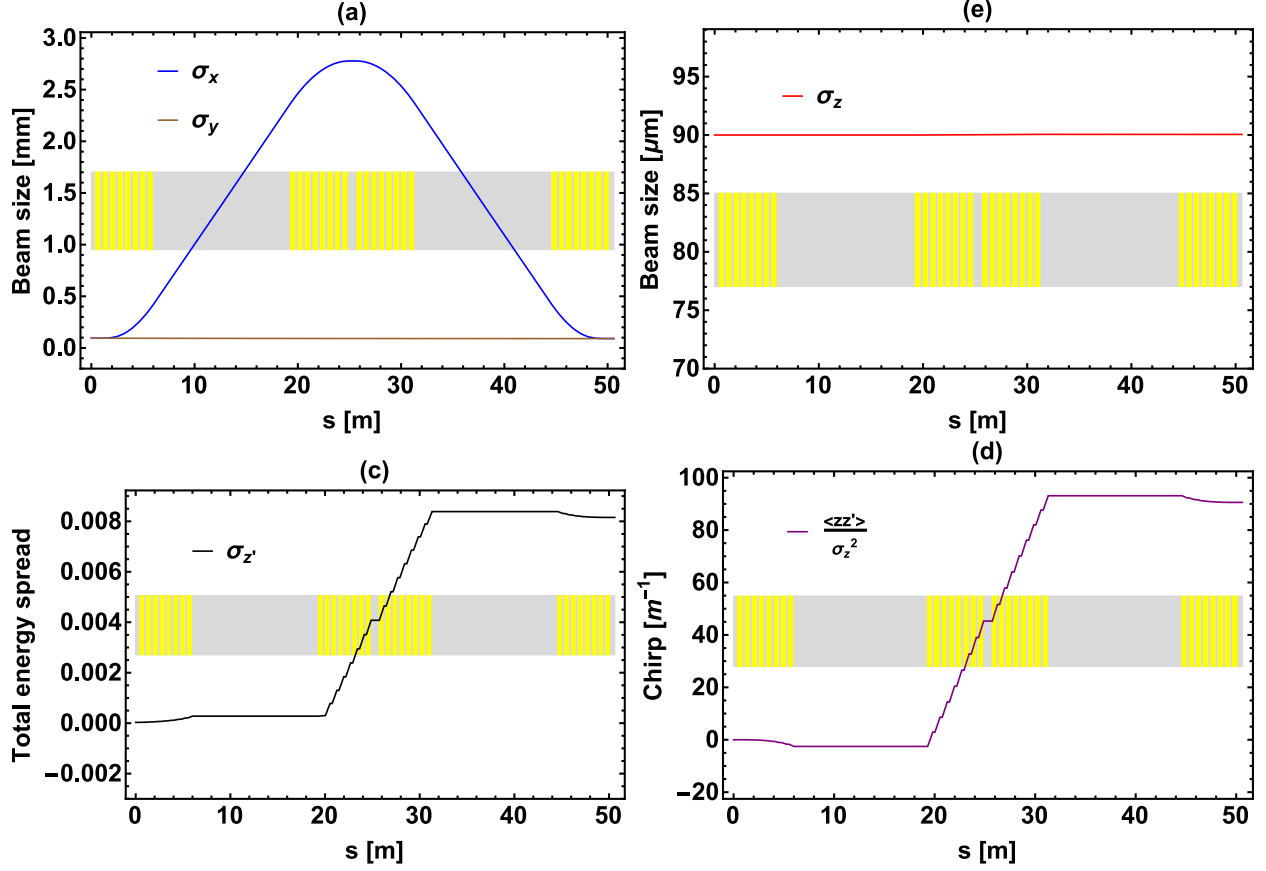 (a)
Beam size [mm]
3.0
2.5
2.0
1.5
1.0
0.5
0.0
σx
σy
0 10 20 30 40 50
s [m]
(e)
Beam size [μm]
95
90
85
80
75
70
σz
0 10 20 30 40 50
s [m]
(c)
Total energy spread
0.008
0.006
0.004
0.002
0.000
−0.002
σz'
0 10 20 30 40 50
s [m]
(d)
Chirp [m⁻¹]
100
80
60
40
20
0
−20
<zz'>
σz²
0 10 20 30 40 50
s [m]